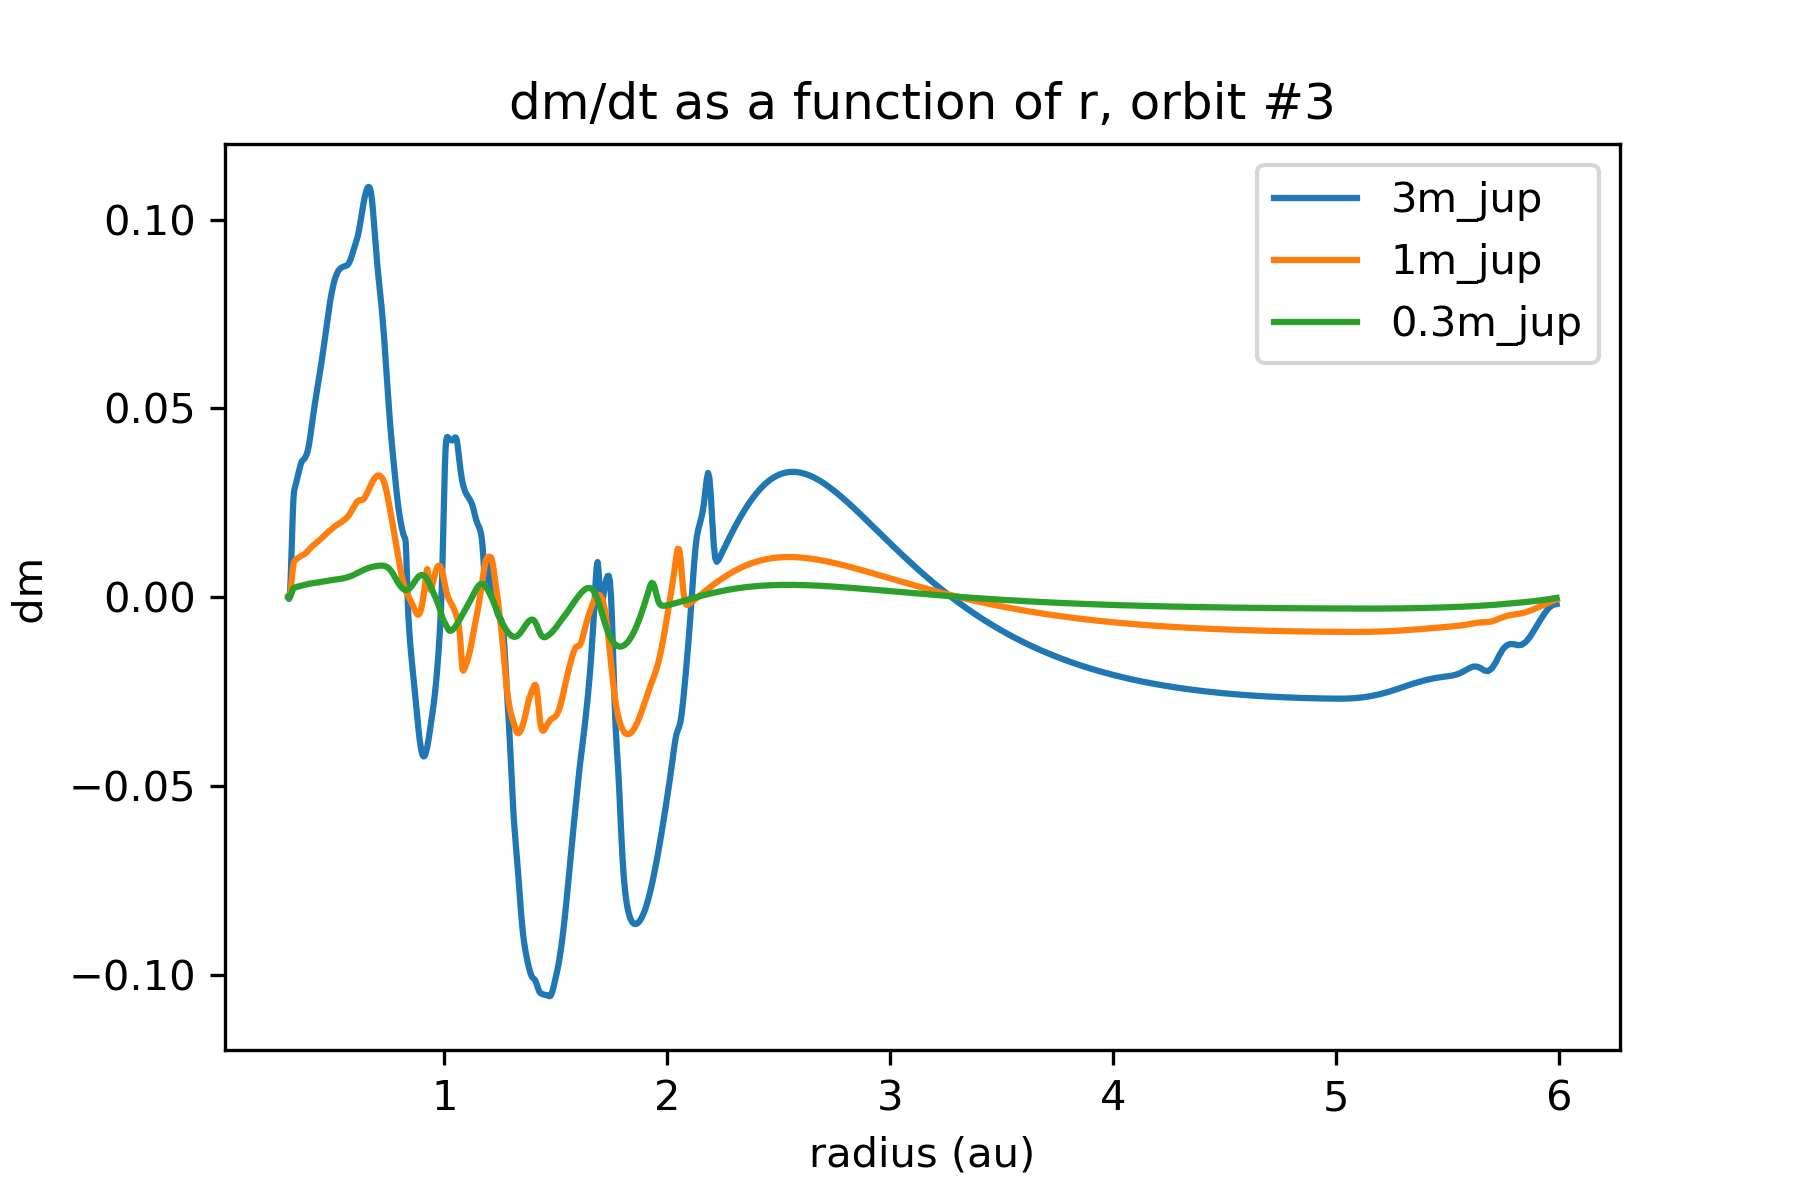 dm/dt as a function of r, orbit #3
3m_jup
1m_jup
0.3m_jup
0.10
0.05
0.00
−0.05
−0.10
dm
1 2 3 4 5 6
radius (au)